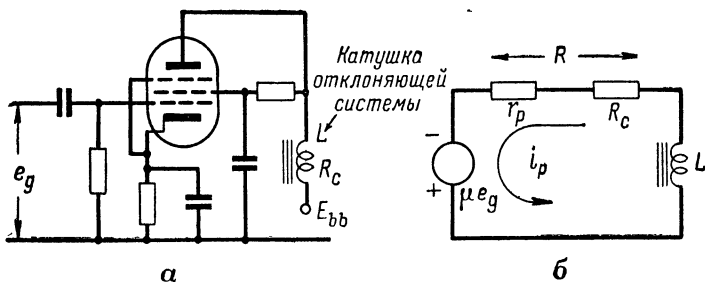 Катушка
отклоняющей
системы
L
R_c
E_bb
e_g
а
R
r_p
R_c
−
i_p
L
+
μe_g
б